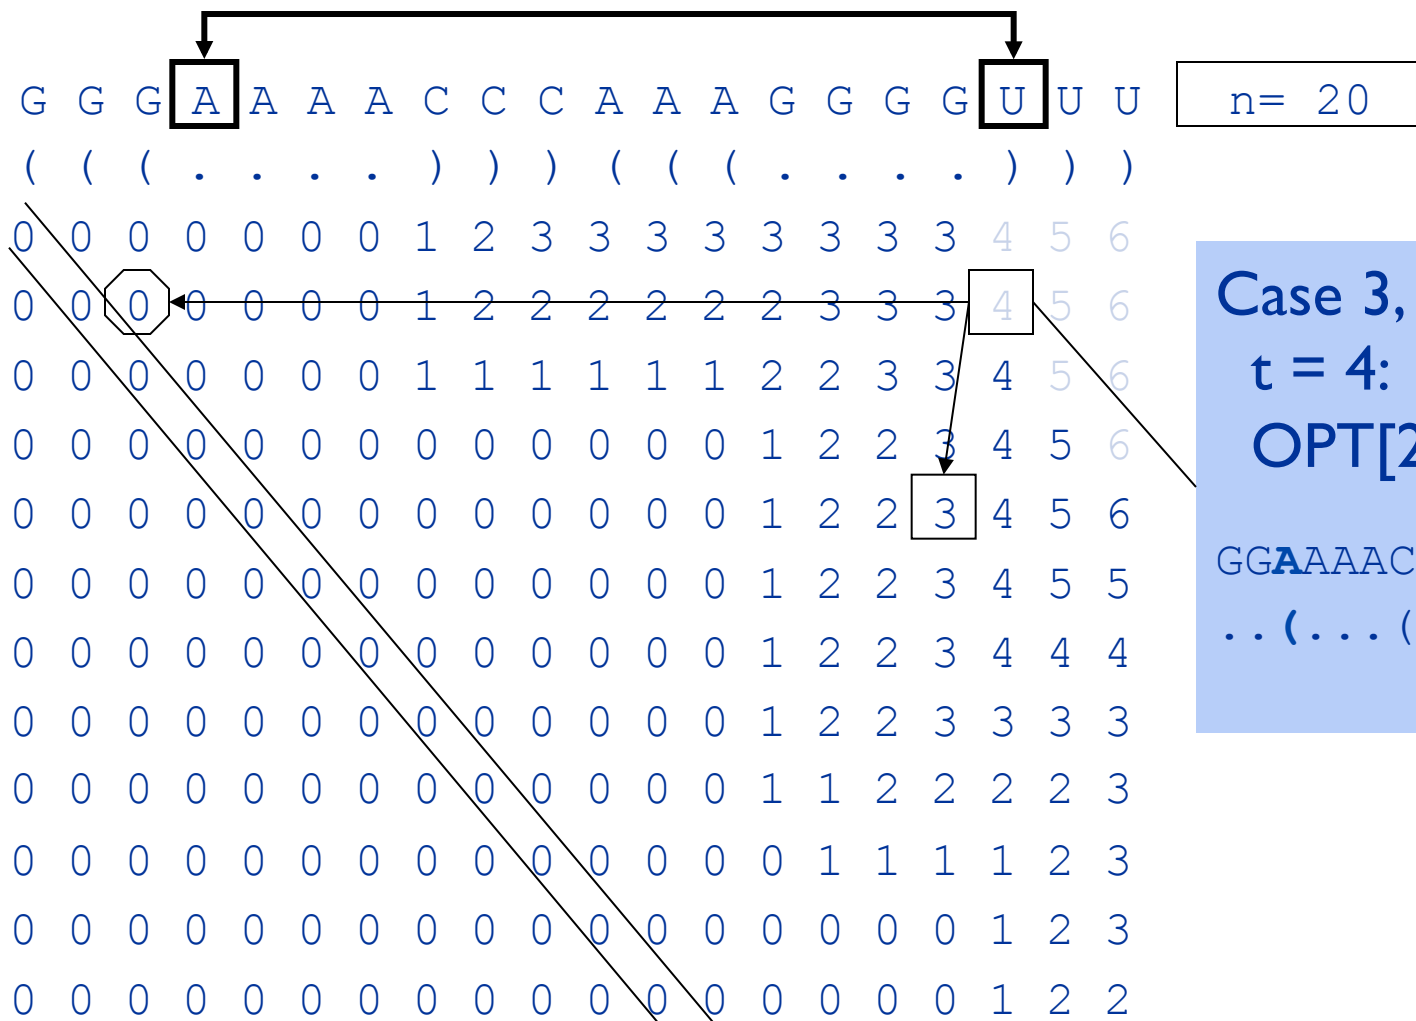 G G G A A A A C C C A A A G G G G U U U n= 20
( ( ( . . . . ) ) ) ( ( ( . . . . ) ) )
0 0 0 0 0 0 0 1 2 3 3 3 3 3 3 3 3 4 5 6
0 0 0 0 0 0 0 1 2 2 2 2 2 2 3 3 3 4 5 6
0 0 0 0 0 0 0 1 1 1 1 1 1 2 2 3 3 4 5 6
0 0 0 0 0 0 0 0 0 0 0 0 0 1 2 2 3 4 5 6
0 0 0 0 0 0 0 0 0 0 0 0 0 1 2 2 3 4 5 6
0 0 0 0 0 0 0 0 0 0 0 0 0 1 2 2 3 4 5 5
0 0 0 0 0 0 0 0 0 0 0 0 0 1 2 2 3 4 4 4
0 0 0 0 0 0 0 0 0 0 0 0 0 1 2 2 3 3 3 3
0 0 0 0 0 0 0 0 0 0 0 0 0 1 1 2 2 2 2 3
0 0 0 0 0 0 0 0 0 0 0 0 0 0 1 1 1 1 2 3
0 0 0 0 0 0 0 0 0 0 0 0 0 0 0 0 0 1 2 3
0 0 0 0 0 0 0 0 0 0 0 0 0 0 0 0 0 1 2 2
Case 3,
t = 4:
OPT[2
GGAAAAC
..(...(